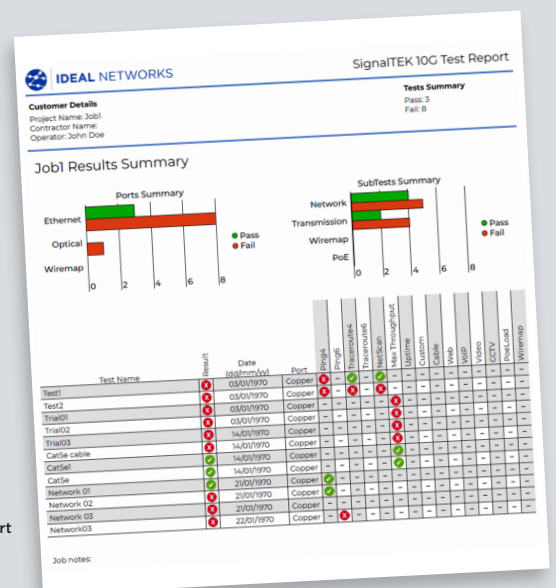 IDEAL NETWORKS
SignalTEK 10G Test Report
Customer Details
Project Name: Job1
Contractor Name:
Operator: John Doe
Tests Summary
Pass: 3
Fail: 8
Job1 Results Summary
Ports Summary
Ethernet
Optical
Wiremap
0 2 4 6 8
Pass
Fail
SubTests Summary
Network
Transmission
Wiremap
PoE
0 2 4 6 8
Pass
Fail
Test Name Result Date (dd/mm/yy) Port Ping4 Ping6 Traceroute4 Traceroute6 NetScan Max Throughput Uptime Custom Cable Web VoIP Video CCTV PoeLoad Wiremap
Test1 03/01/1970 Copper
Test2 03/01/1970 Copper
Trial01 03/01/1970 Copper
Trial02 03/01/1970 Copper
Trial03 14/01/1970 Copper
Cat5e cable 14/01/1970 Copper
Cat5e1 14/01/1970 Copper
Cat5e 14/01/1970 Copper
Network 01 21/01/1970 Copper
Network 02 21/01/1970 Copper
Network 03 21/01/1970 Copper
Network03 22/01/1970 Copper
Job notes:
rt